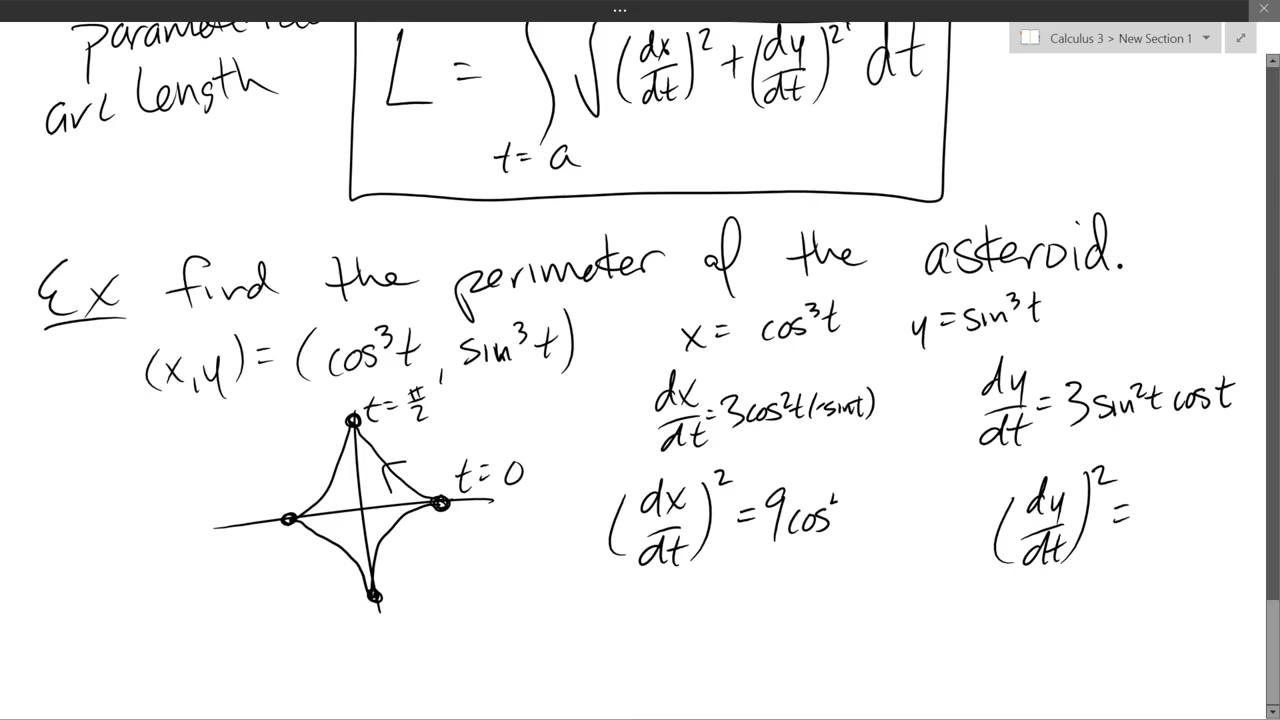 ...
Calculus 3 > New Section 1
arc length
L = ∫ √((dx/dt)² + (dy/dt)²) dt
t = a
Ex find the perimeter of the asteroid.
(x,y) = (cos³t, sin³t)
x = cos³t
y = sin³t
dx/dt = 3cos²t(-sint)
dy/dt = 3 sin²t cost
t = π/2
t = 0
(dx/dt)² = 9cos
(dy/dt)² =